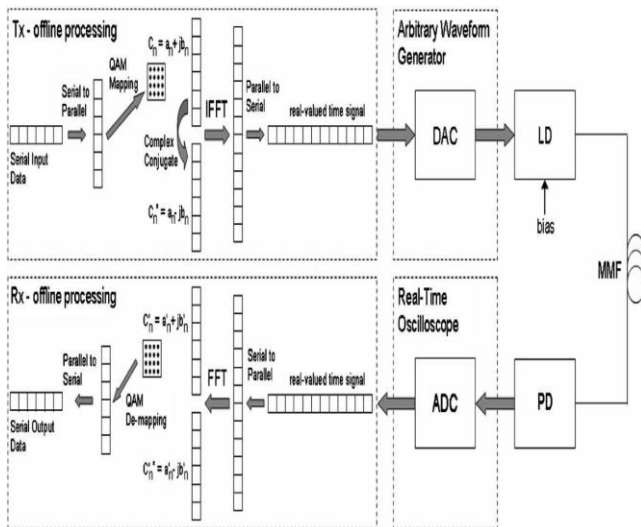 Tx - offline processing
Serial Input
Data
Serial to
Parallel
QAM
Mapping
Cn = an + jbn
Complex
Conjugate
Cn* = an - jbn
IFFT
Parallel to
Serial
real-valued time signal
Arbitrary Waveform
Generator
DAC
LD
bias
MMF
Rx - offline processing
Serial Output
Data
Parallel to
Serial
QAM
De-mapping
C'n = a'n + jb'n
C'n* = a'n - jb'n
FFT
Serial to
Parallel
real-valued time signal
Real-Time
Oscilloscope
ADC
PD